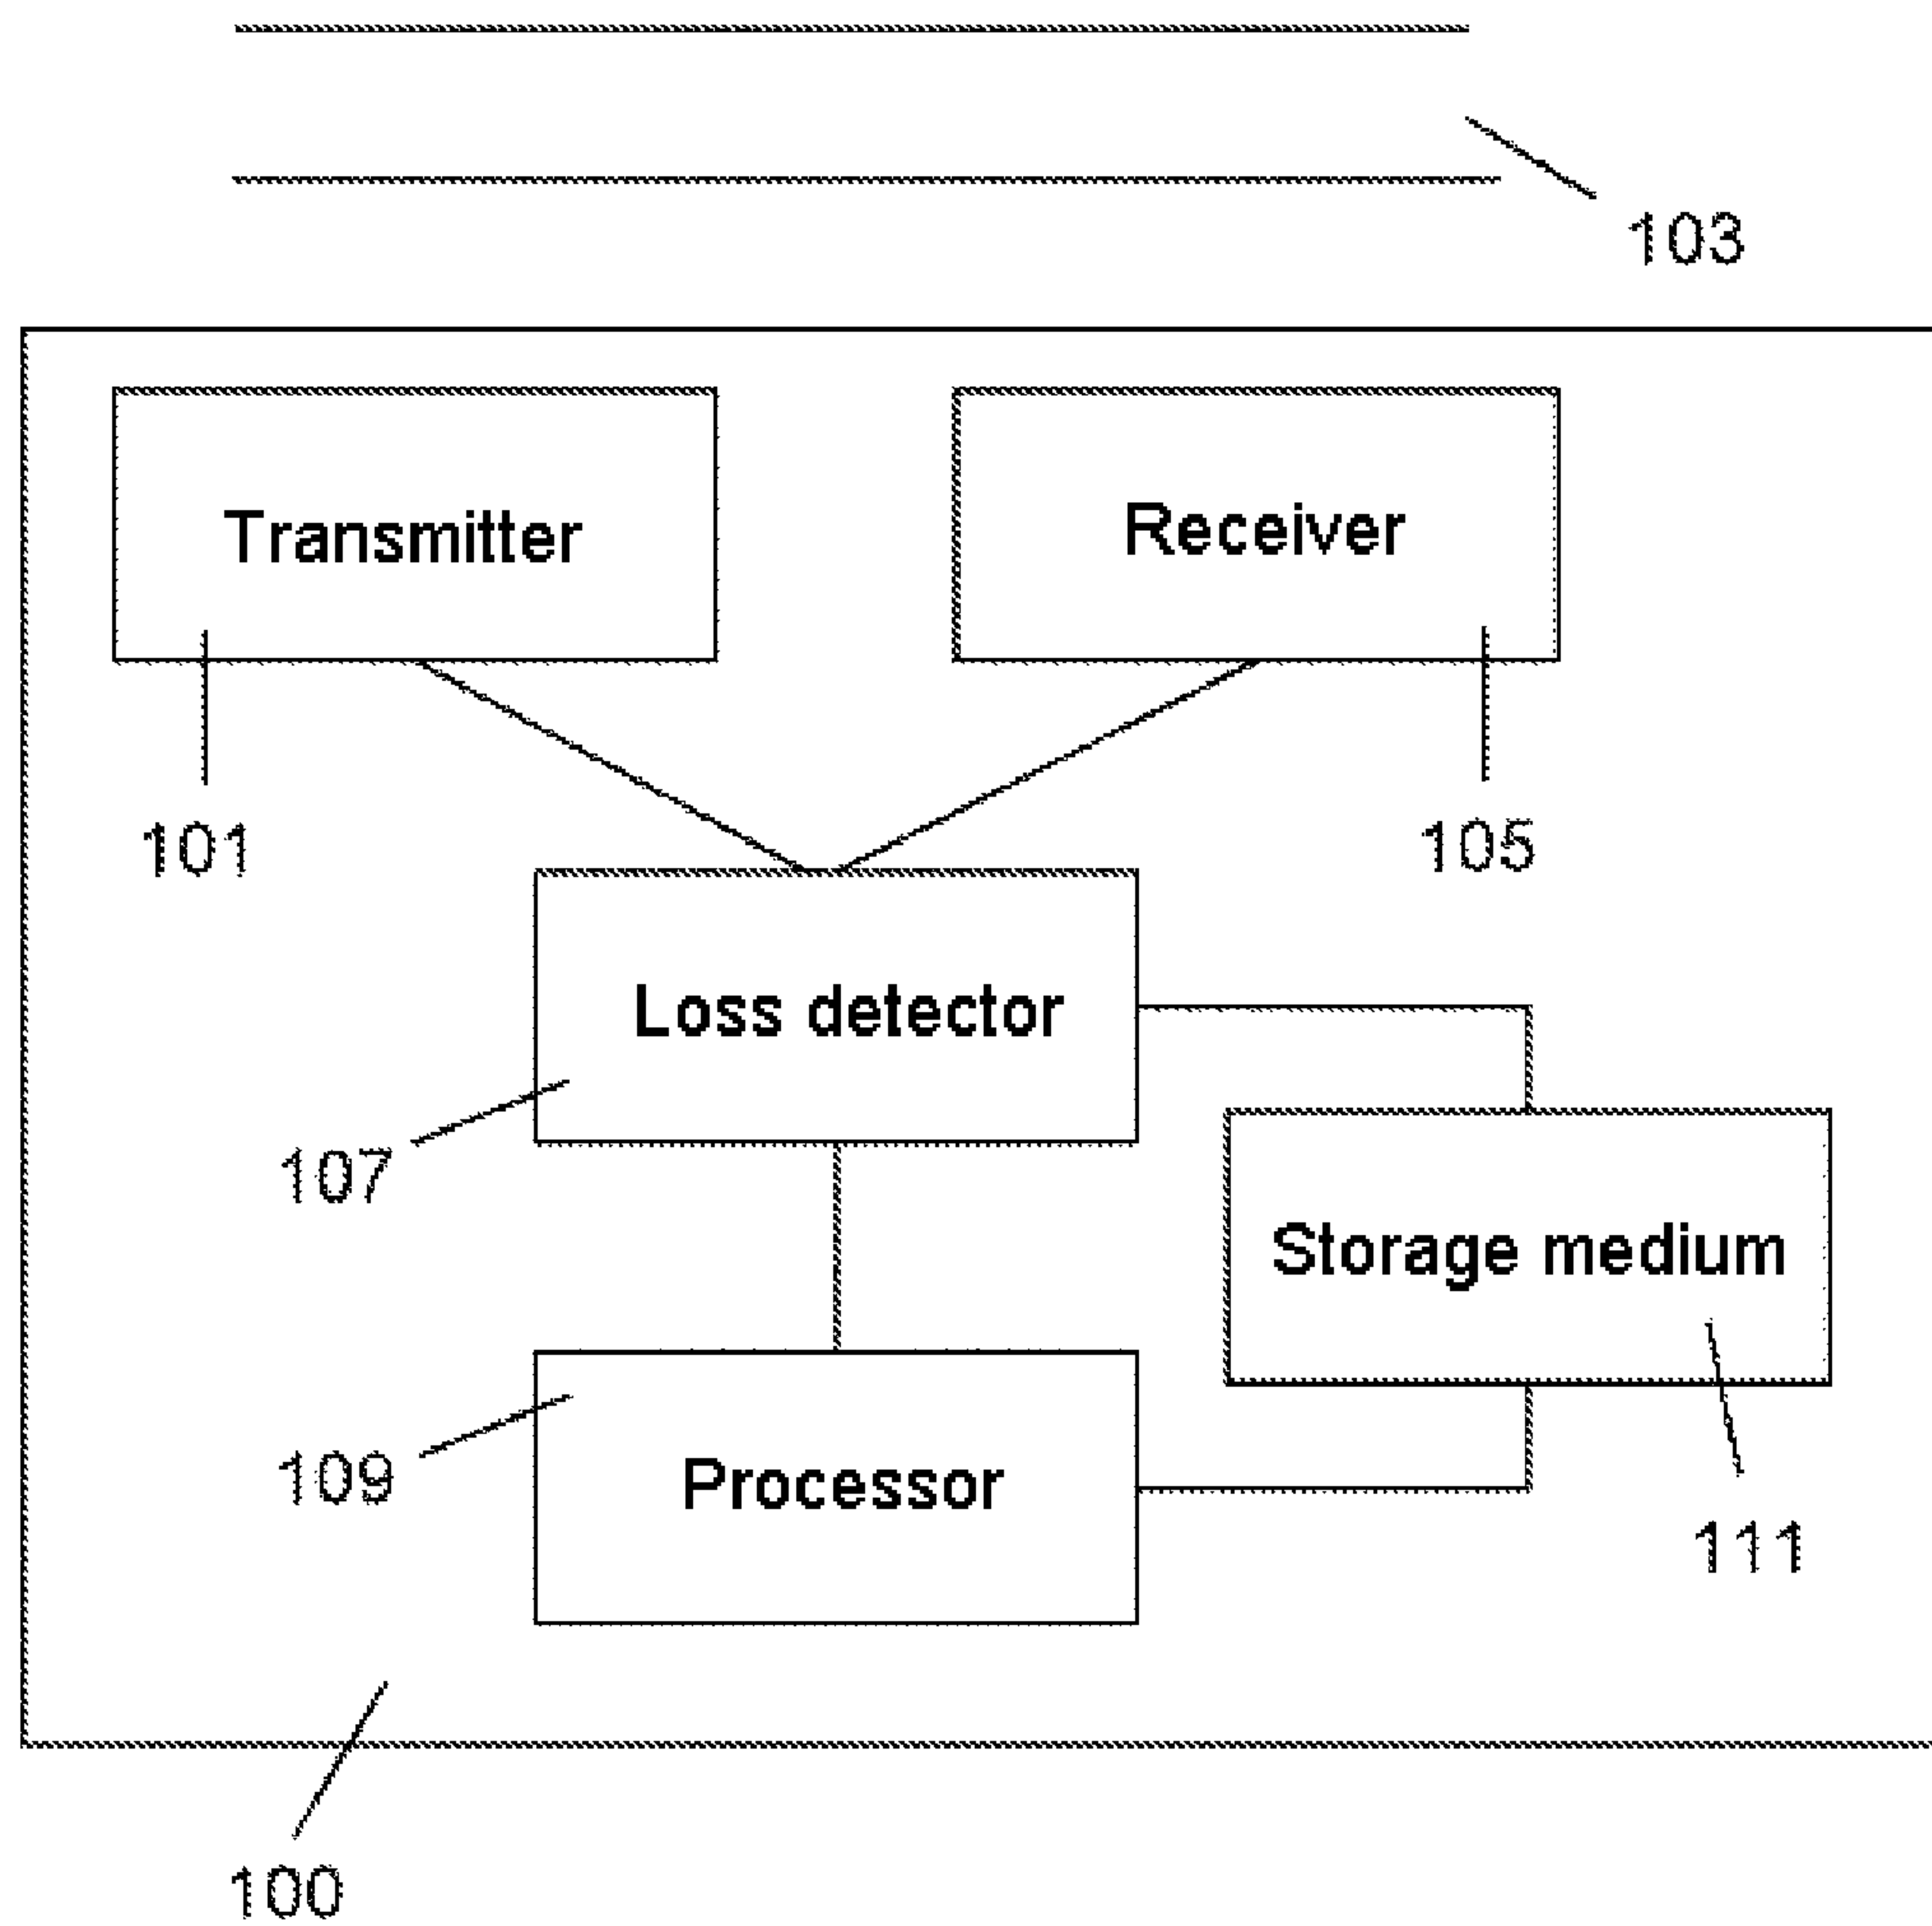 103
Transmitter
Receiver
101
105
Loss detector
107
Storage medium
109
Processor
111
100